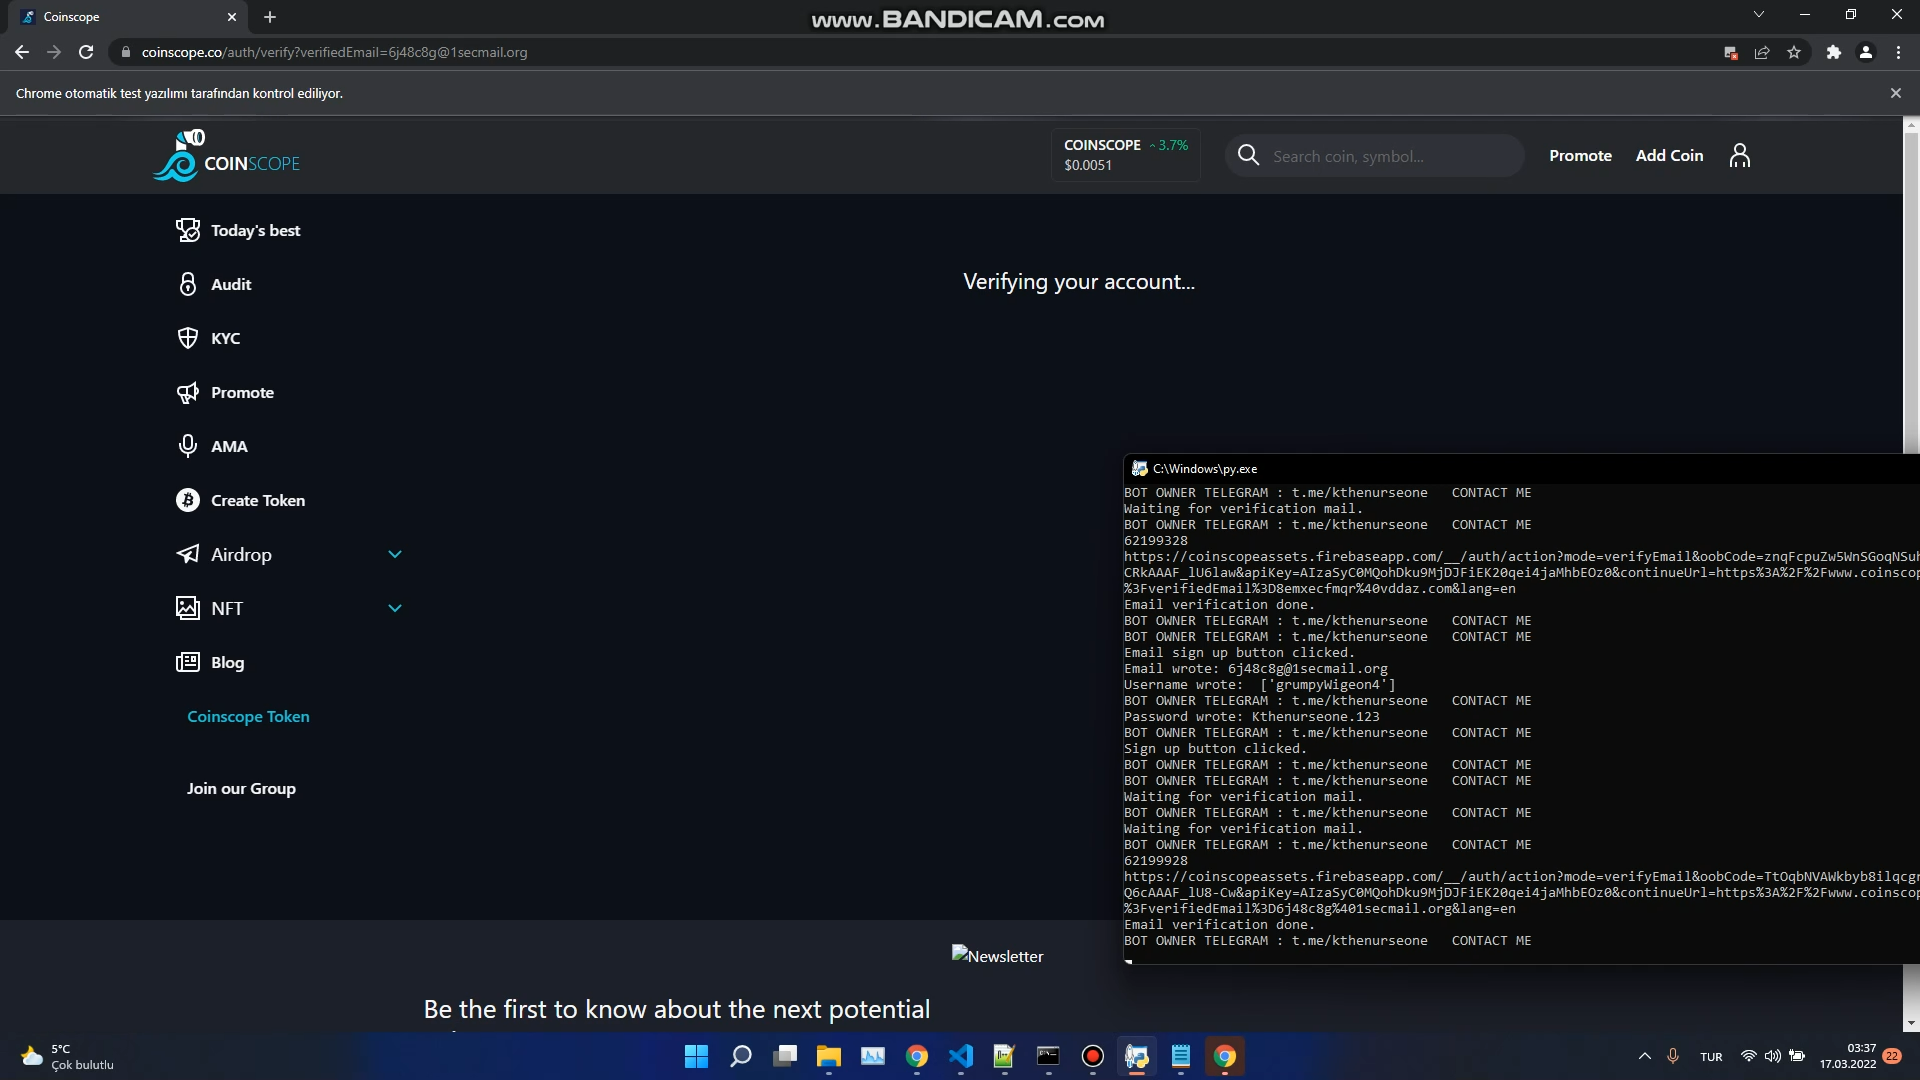 Coinscope
www.BANDICAM.com
coinscope.co/auth/verify?verifiedEmail=6j48c8g@1secmail.org
Chrome otomatik test yazılımı tarafından kontrol ediliyor.
COINSCOPE
COINSCOPE 3.7%
$0.0051
Search coin, symbol...
Promote
Add Coin
Today's best
Audit
KYC
Promote
AMA
Create Token
Airdrop
NFT
Blog
Coinscope Token
Join our Group
Verifying your account...
C:\Windows\py.exe
BOT OWNER TELEGRAM : t.me/kthenurseone CONTACT ME
Waiting for verification mail.
BOT OWNER TELEGRAM : t.me/kthenurseone CONTACT ME
62199328
https://coinscopeassets.firebaseapp.com/__/auth/action?mode=verifyEmail&oobCode=znqFcpuZw5WnSGoqNSuh
CRkAAAF_lU6law&apiKey=AIzaSyC0MQohDku9MjDJFiEK20qei4jaMhbEOz0&continueUrl=https%3A%2F%2Fwww.coinscop
%3FverifiedEmail%3D8emxecfmqr%40vddaz.com&lang=en
Email verification done.
BOT OWNER TELEGRAM : t.me/kthenurseone CONTACT ME
BOT OWNER TELEGRAM : t.me/kthenurseone CONTACT ME
Email sign up button clicked.
Email wrote: 6j48c8g@1secmail.org
Username wrote: ['grumpyWigeon4']
BOT OWNER TELEGRAM : t.me/kthenurseone CONTACT ME
Password wrote: Kthenurseone.123
BOT OWNER TELEGRAM : t.me/kthenurseone CONTACT ME
Sign up button clicked.
BOT OWNER TELEGRAM : t.me/kthenurseone CONTACT ME
BOT OWNER TELEGRAM : t.me/kthenurseone CONTACT ME
Waiting for verification mail.
BOT OWNER TELEGRAM : t.me/kthenurseone CONTACT ME
Waiting for verification mail.
BOT OWNER TELEGRAM : t.me/kthenurseone CONTACT ME
62199928
https://coinscopeassets.firebaseapp.com/__/auth/action?mode=verifyEmail&oobCode=TtOqbNVAWkbyb8ilqcgr
Q6cAAAF_lU8-Cw&apiKey=AIzaSyC0MQohDku9MjDJFiEK20qei4jaMhbEOz0&continueUrl=https%3A%2F%2Fwww.coinscop
%3FverifiedEmail%3D6j48c8g%401secmail.org&lang=en
Email verification done.
BOT OWNER TELEGRAM : t.me/kthenurseone CONTACT ME
Newsletter
Be the first to know about the next potential
5°C
Çok bulutlu
TUR
03:37
17.03.2022
22